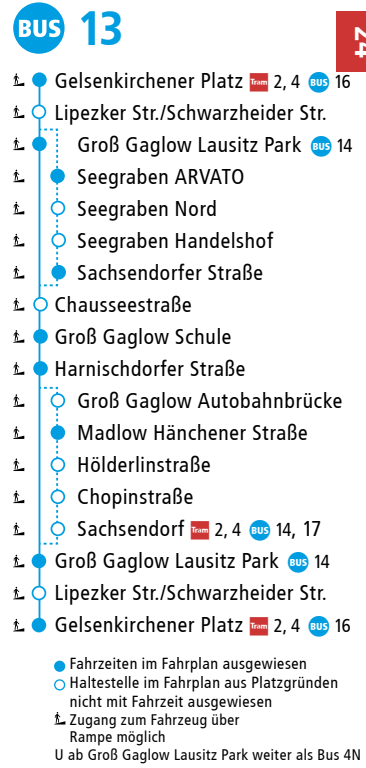 BUS 13
24
Gelsenkirchener Platz Tram 2, 4 BUS 16
Lipezker Str./Schwarzheider Str.
Groß Gaglow Lausitz Park BUS 14
Seegraben ARVATO
Seegraben Nord
Seegraben Handelshof
Sachsendorfer Straße
Chausseestraße
Groß Gaglow Schule
Harnischdorfer Straße
Groß Gaglow Autobahnbrücke
Madlow Hänchener Straße
Hölderlinstraße
Chopinstraße
Sachsendorf Tram 2, 4 BUS 14, 17
Groß Gaglow Lausitz Park BUS 14
Lipezker Str./Schwarzheider Str.
Gelsenkirchener Platz Tram 2, 4 BUS 16
Fahrzeiten im Fahrplan ausgewiesen
Haltestelle im Fahrplan aus Platzgründen
nicht mit Fahrzeit ausgewiesen
Zugang zum Fahrzeug über
Rampe möglich
U ab Groß Gaglow Lausitz Park weiter als Bus 4N